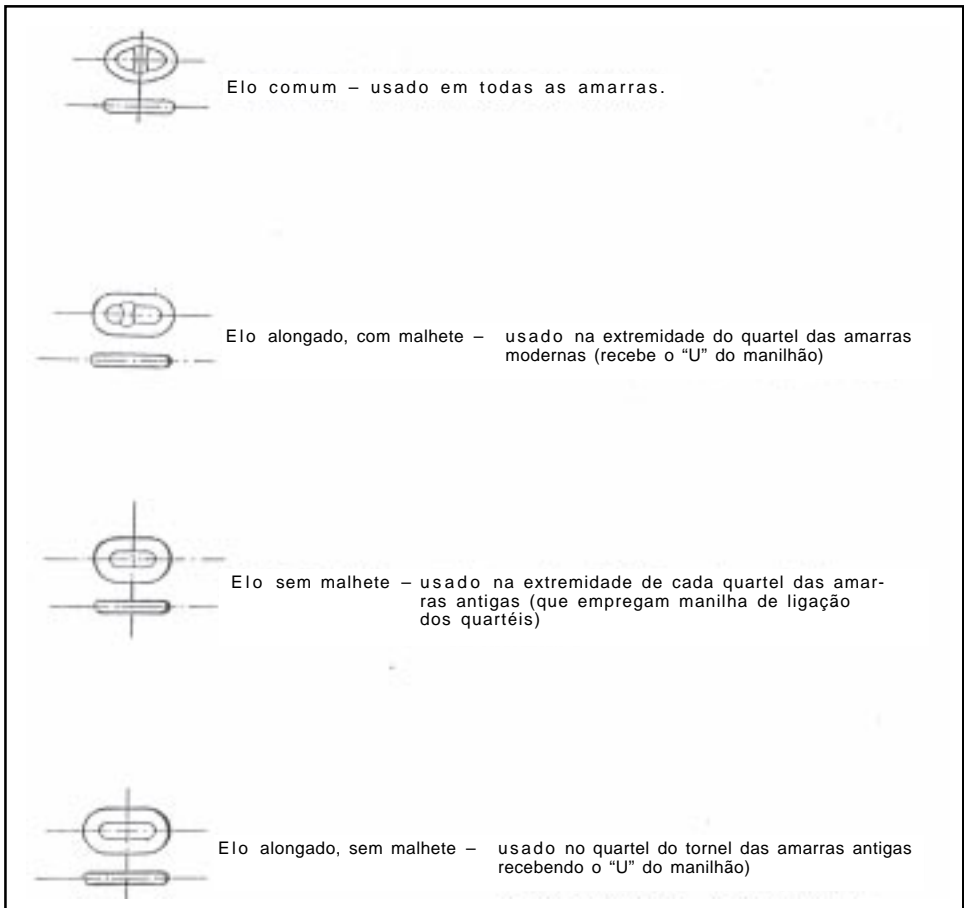 Elo comum – usado em todas as amarras.
Elo alongado, com malhete – usado na extremidade do quartel das amarras
modernas (recebe o “U” do manilhão)
Elo sem malhete – usado na extremidade de cada quartel das amar-
ras antigas (que empregam manilha de ligação
dos quartéis)
Elo alongado, sem malhete – usado no quartel do tornel das amarras antigas
recebendo o “U” do manilhão)